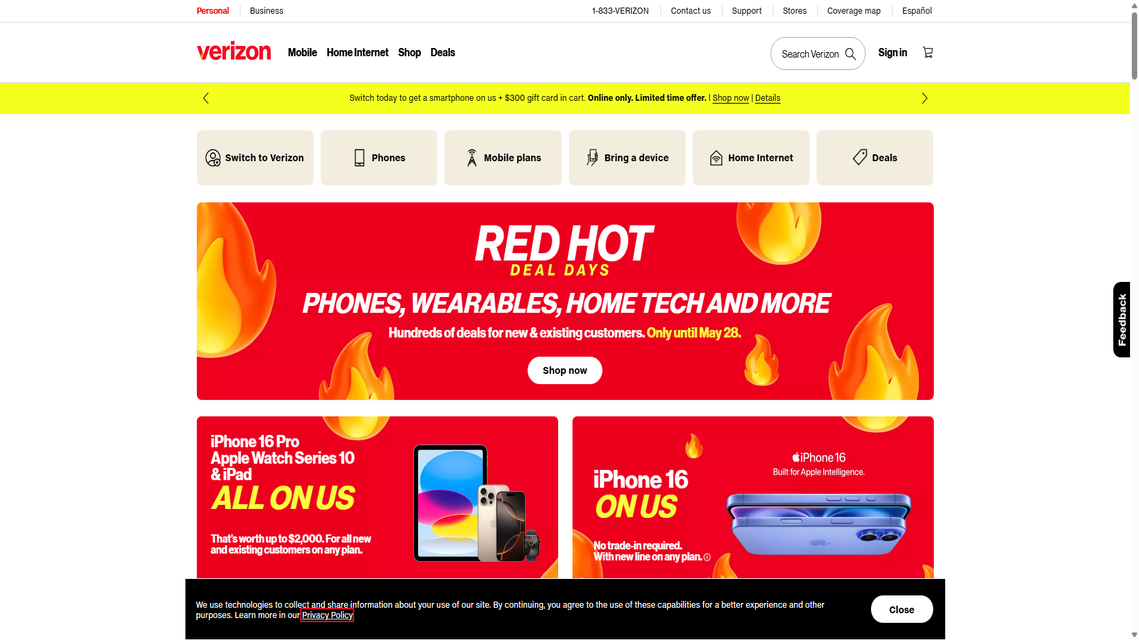 Personal
Business
1-833-VERIZON
Contact us
Support
Stores
Coverage map
Español
verizon
Mobile
Home Internet
Shop
Deals
Search Verizon
Sign in
Switch today to get a smartphone on us + $300 gift card in cart. Online only. Limited time offer. | Shop now | Details
Switch to Verizon
Phones
Mobile plans
Bring a device
Home Internet
Deals
RED HOT
DEAL DAYS
PHONES, WEARABLES, HOME TECH AND MORE
Hundreds of deals for new & existing customers. Only until May 28.
Shop now
Feedback
iPhone 16 Pro
Apple Watch Series 10
& iPad
ALL ON US
That's worth up to $2,000. For all new
and existing customers on any plan.
iPhone 16
ON US
No trade-in required.
With new line on any plan.
iPhone 16
Built for Apple Intelligence.
We use technologies to collect and share information about your use of our site. By continuing, you agree to the use of these capabilities for a better experience and other
purposes. Learn more in our Privacy Policy
Close